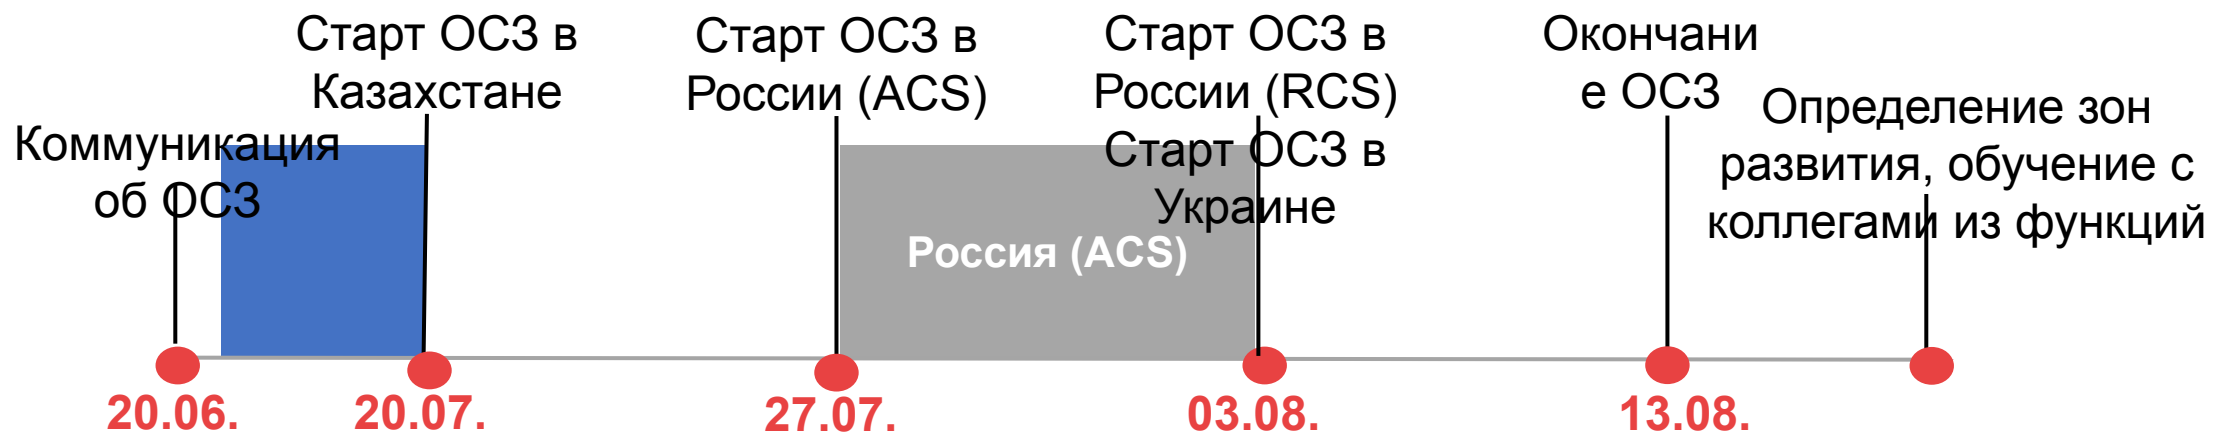 Коммуникация
об ОСЗ
Старт ОСЗ в
Казахстане
Старт ОСЗ в
России (ACS)
Старт ОСЗ в
России (RCS)
Старт ОСЗ в
Украине
Окончани
е ОСЗ
Определение зон
развития, обучение с
коллегами из функций
Россия (ACS)
20.06.
20.07.
27.07.
03.08.
13.08.